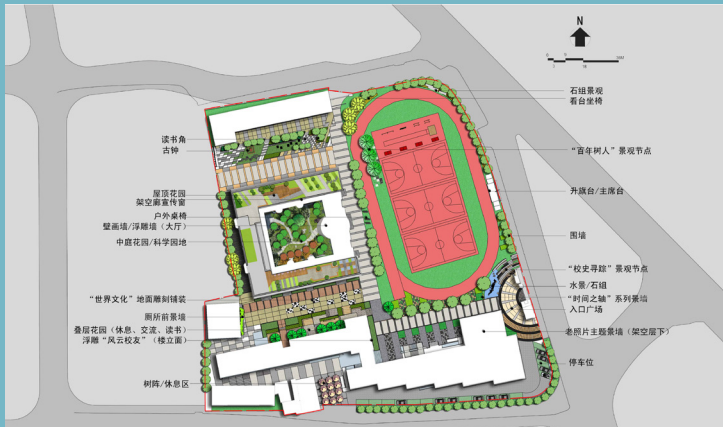 N
石组景观
看台坐椅
读书角
古钟
“百年树人”景观节点
屋顶花园
架空廊宣传窗
升旗台/主席台
户外桌椅
壁画墙/浮雕墙（大厅）
围墙
中庭花园/科学园地
“校史寻踪”景观节点
水景/石组
“世界文化”地面雕刻铺装
“时间之轴”系列景墙
入口广场
厕所前景墙
叠层花园（休息、交流、读书）
老照片主题景墙（架空层下）
浮雕“风云校友”（楼立面）
停车位
树阵/休息区